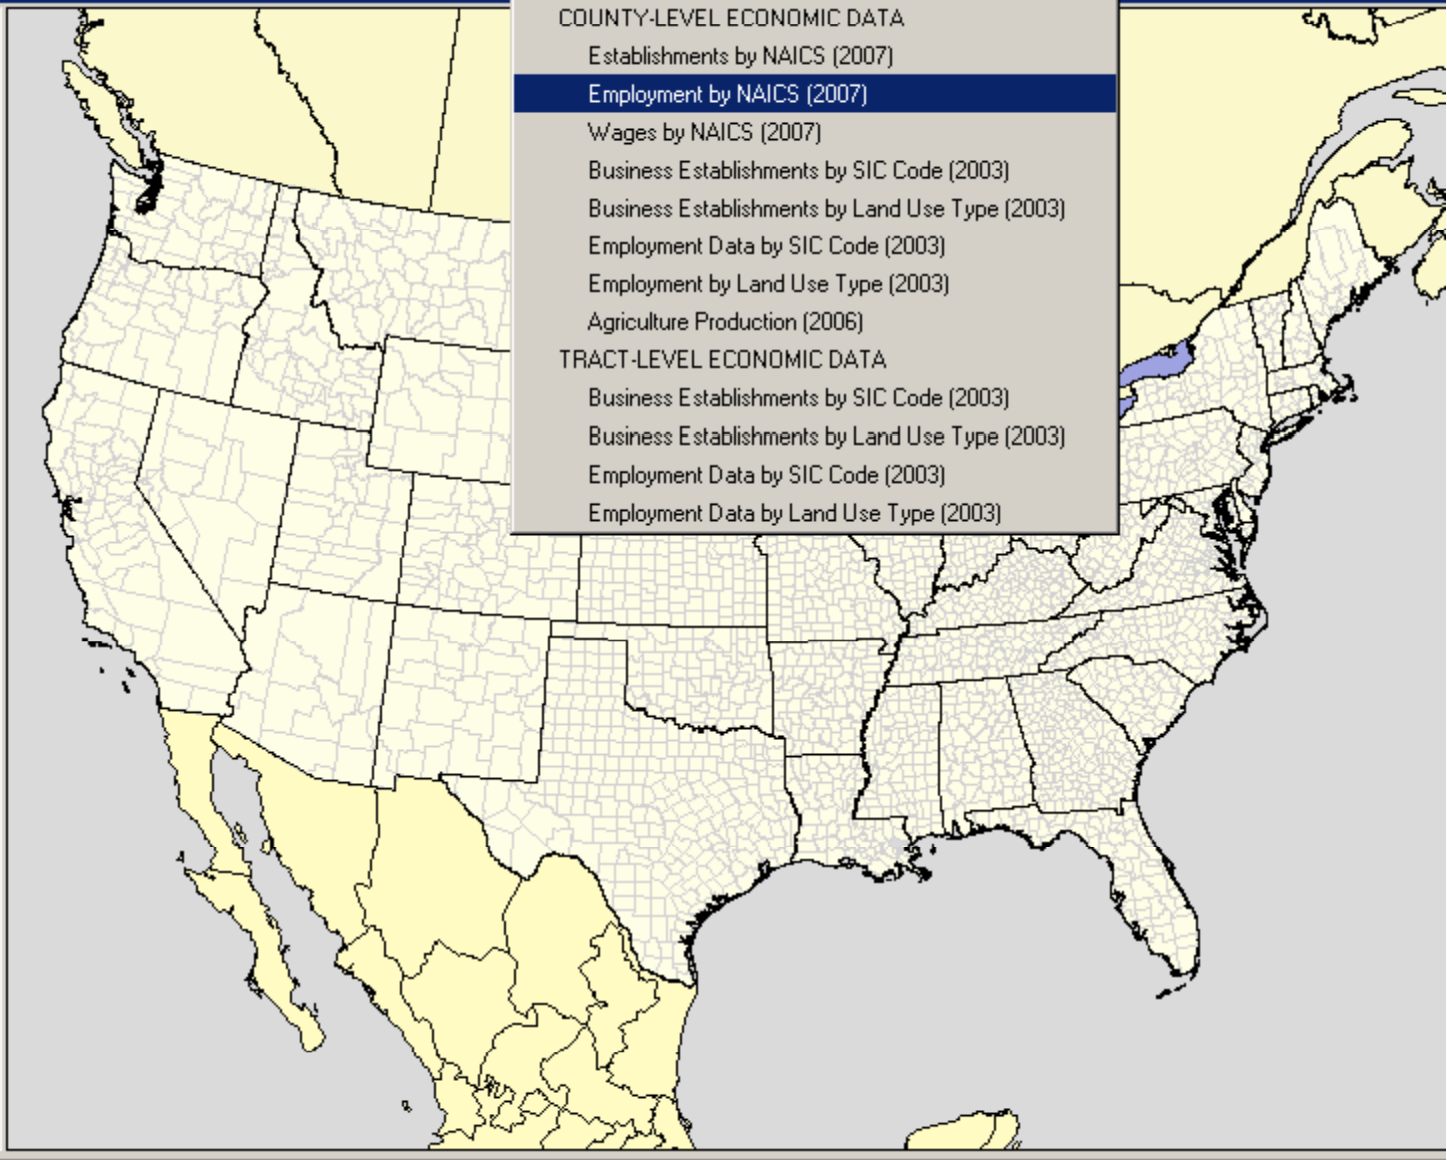 COUNTY-LEVEL ECONOMIC DATA
Establishments by NAICS (2007)
Employment by NAICS (2007)
Wages by NAICS (2007)
Business Establishments by SIC Code (2003)
Business Establishments by Land Use Type (2003)
Employment Data by SIC Code (2003)
Employment by Land Use Type (2003)
Agriculture Production (2006)
TRACT-LEVEL ECONOMIC DATA
Business Establishments by SIC Code (2003)
Business Establishments by Land Use Type (2003)
Employment Data by SIC Code (2003)
Employment Data by Land Use Type (2003)